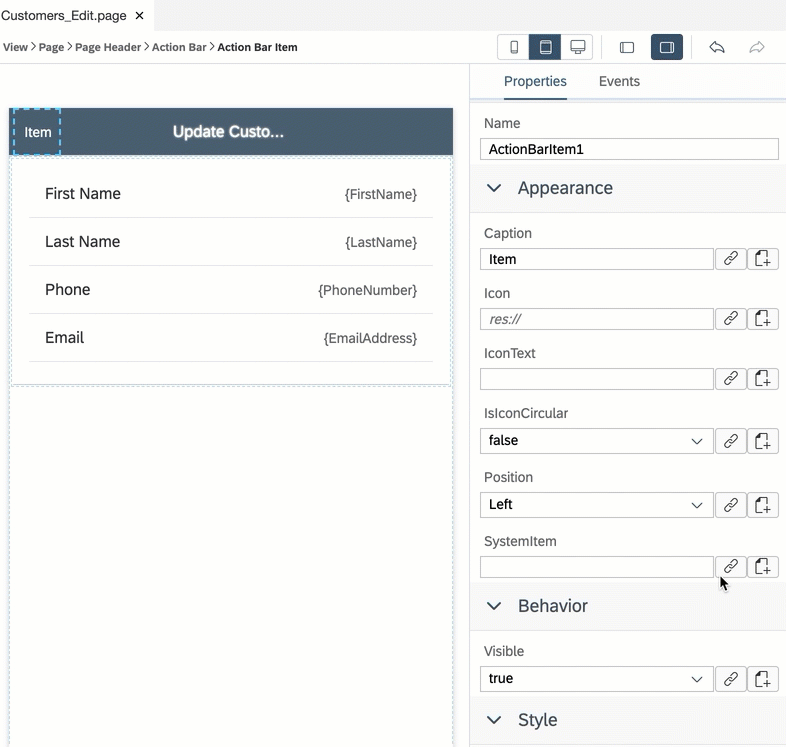 Customers_Edit.page ×
View > Page > Page Header > Action Bar > Action Bar Item
Properties Events
Item Update Custo...
First Name {FirstName}
Last Name {LastName}
Phone {PhoneNumber}
Email {EmailAddress}
Name
ActionBarItem1
Appearance
Caption
Item
Icon
res://
IconText
IsIconCircular
false
Position
Left
SystemItem
Behavior
Visible
true
Style